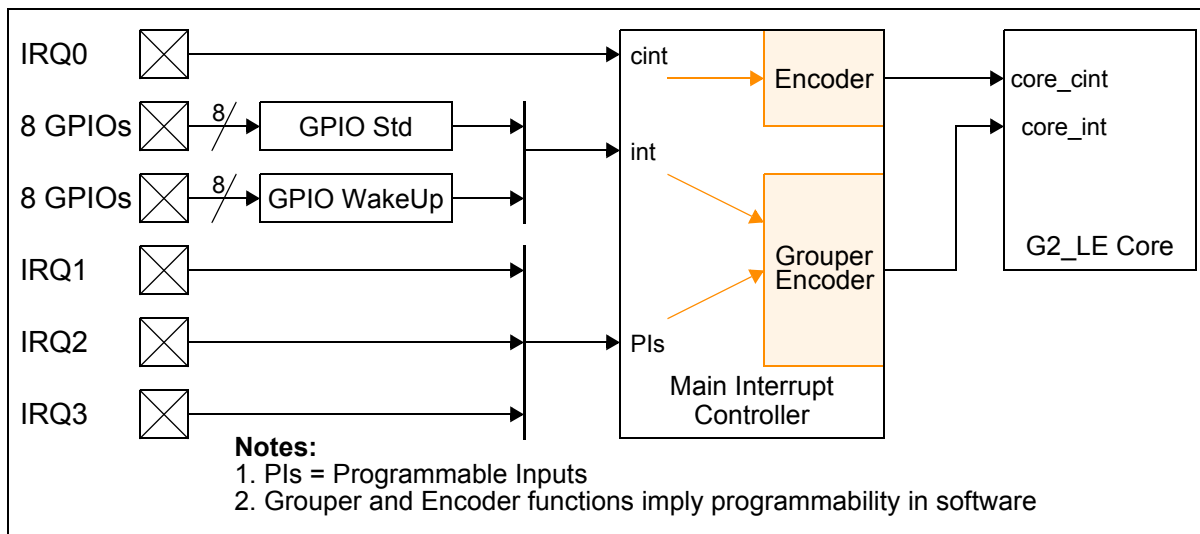 IRQ0
8 GPIOs
8
GPIO Std
8 GPIOs
8
GPIO WakeUp
IRQ1
IRQ2
IRQ3
cint
int
PIs
Encoder
Grouper
Encoder
Main Interrupt
Controller
core_cint
core_int
G2_LE Core
Notes:
1. PIs = Programmable Inputs
2. Grouper and Encoder functions imply programmability in software